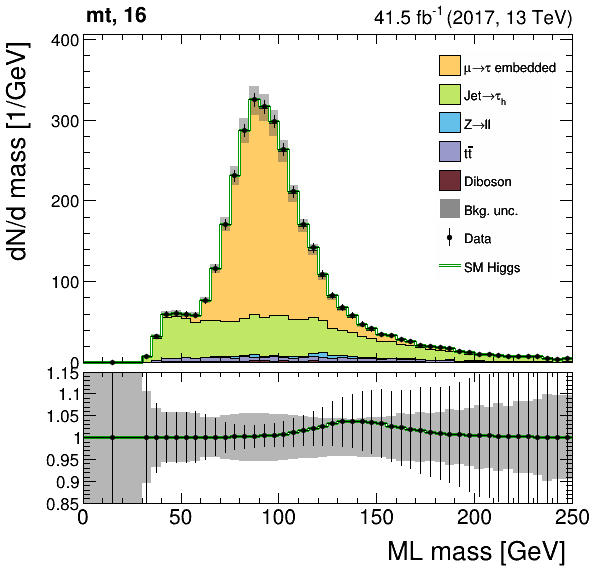 mt, 16
41.5 fb⁻¹ (2017, 13 TeV)
dN/d mass [1/GeV]
400
300
200
100
0
μ→τ embedded
Jet→τₕ
Z→ll
tt̄
Diboson
Bkg. unc.
Data
SM Higgs
1.15
1.1
1.05
1
0.95
0.9
0.85
0 50 100 150 200 250
ML mass [GeV]